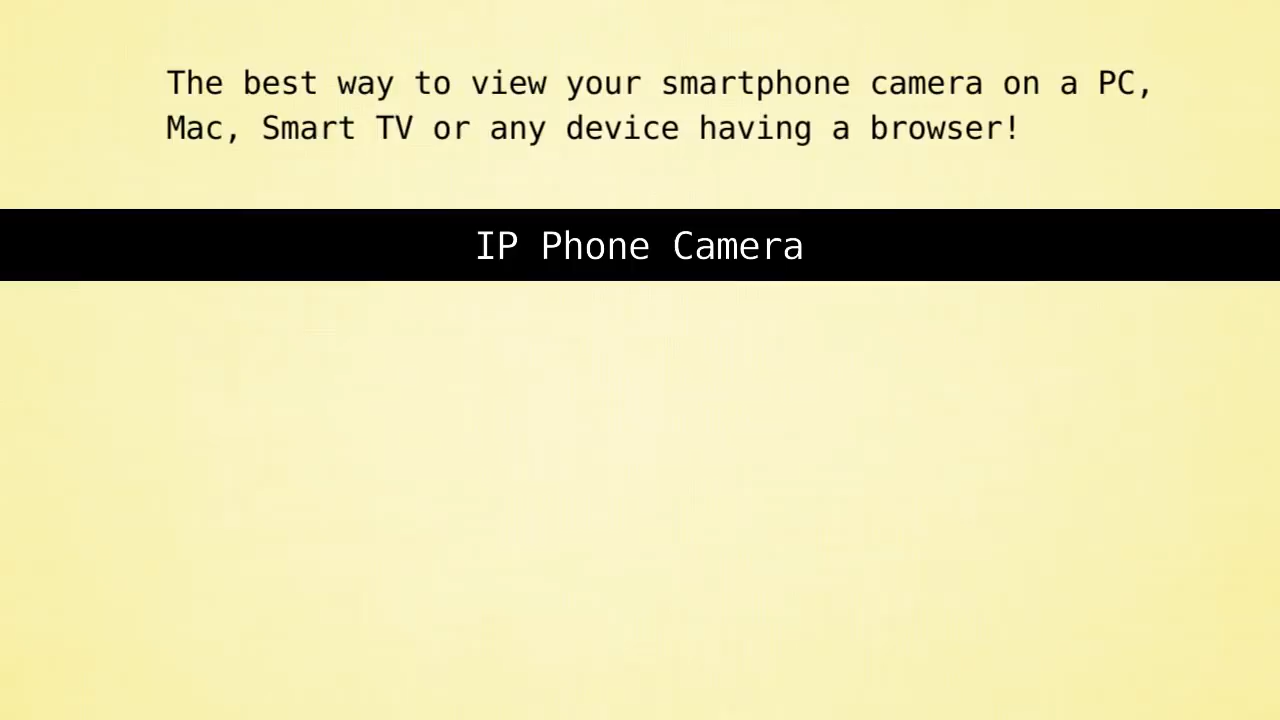 The best way to view your smartphone camera on a PC,
Mac, Smart TV or any device having a browser!
IP Phone Camera